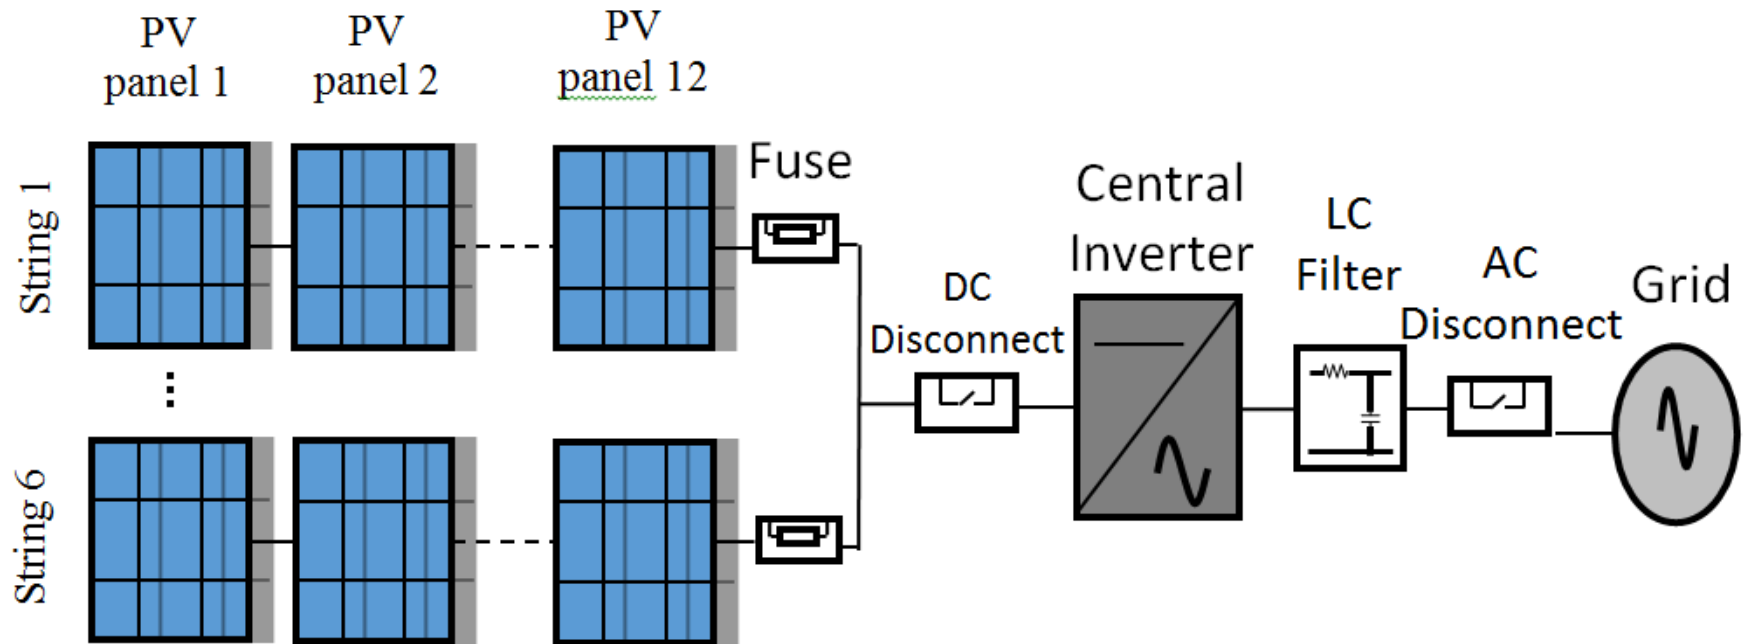 PV
panel 1
PV
panel 2
PV
panel 12
String 1
Fuse
DC
Disconnect
Central
Inverter
LC
Filter
AC
Disconnect
Grid
String 6